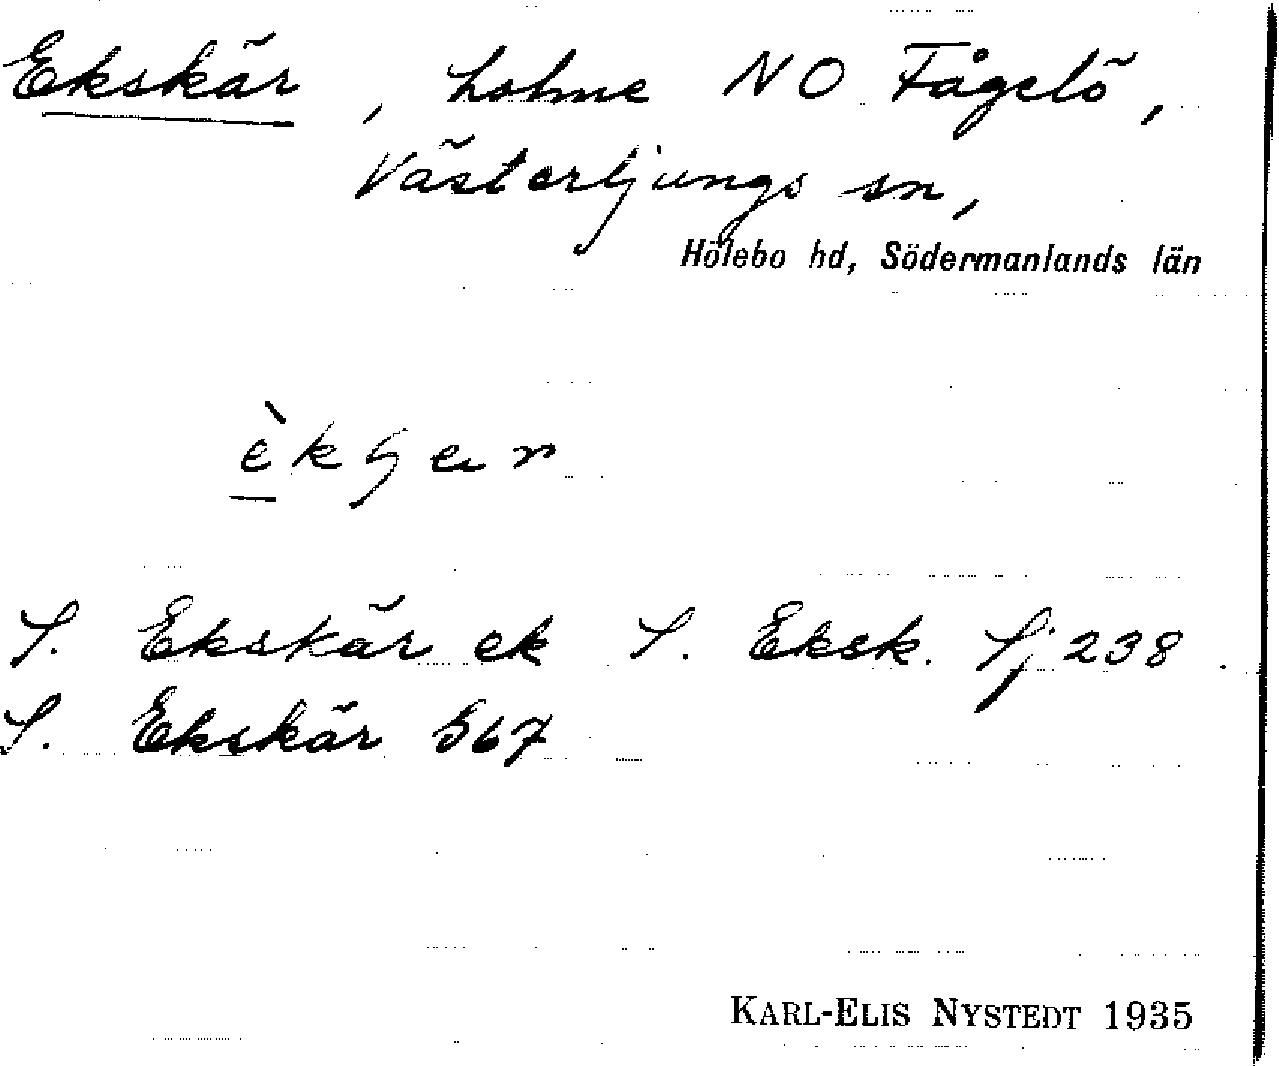 Ekskär, holme NO Fågelö,
Västerljungs sn,
Hölebo hd, Södermanlands län
S. Ekskär ek S. Eksk. Sj 238
S. Ekskär 567
KARL-ELIS NYSTEDT 1935